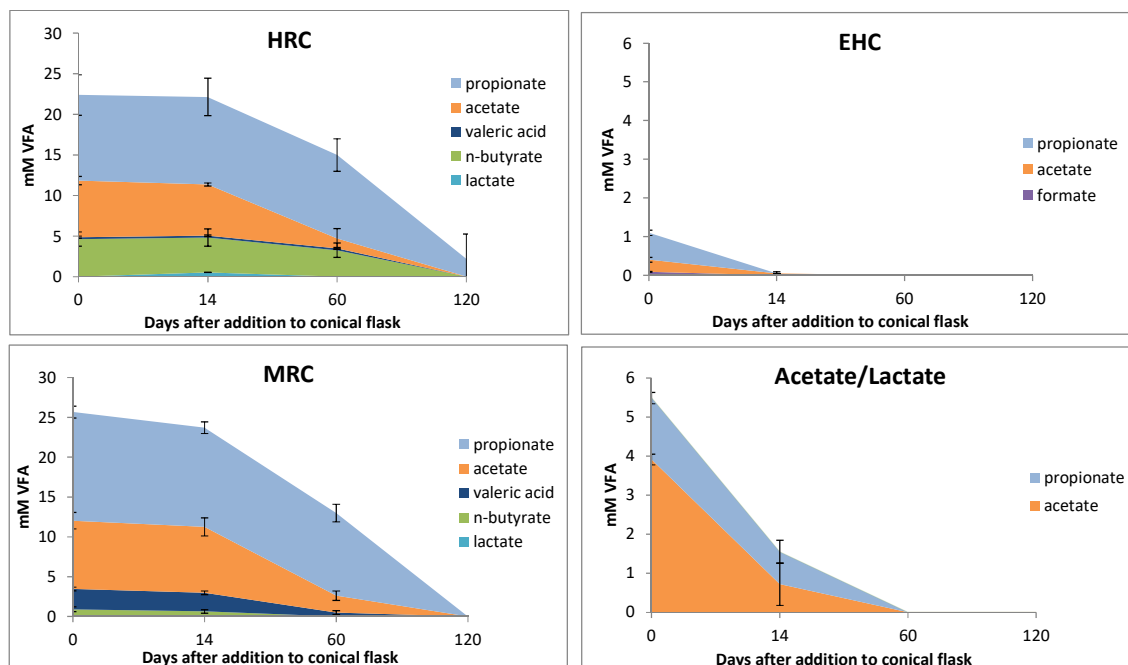 HRC
30
25
20
15
10
5
0
mM VFA
propionate
acetate
valeric acid
n-butyrate
lactate
0 14 60 120
Days after addition to conical flask
EHC
6
5
4
3
2
1
0
mM VFA
propionate
acetate
formate
0 14 60 120
Days after addition to conical flask
MRC
30
25
20
15
10
5
0
mM VFA
propionate
acetate
valeric acid
n-butyrate
lactate
0 14 60 120
Days after addition to conical flask
Acetate/Lactate
6
5
4
3
2
1
0
mM VFA
propionate
acetate
0 14 60 120
Days after addition to conical flask